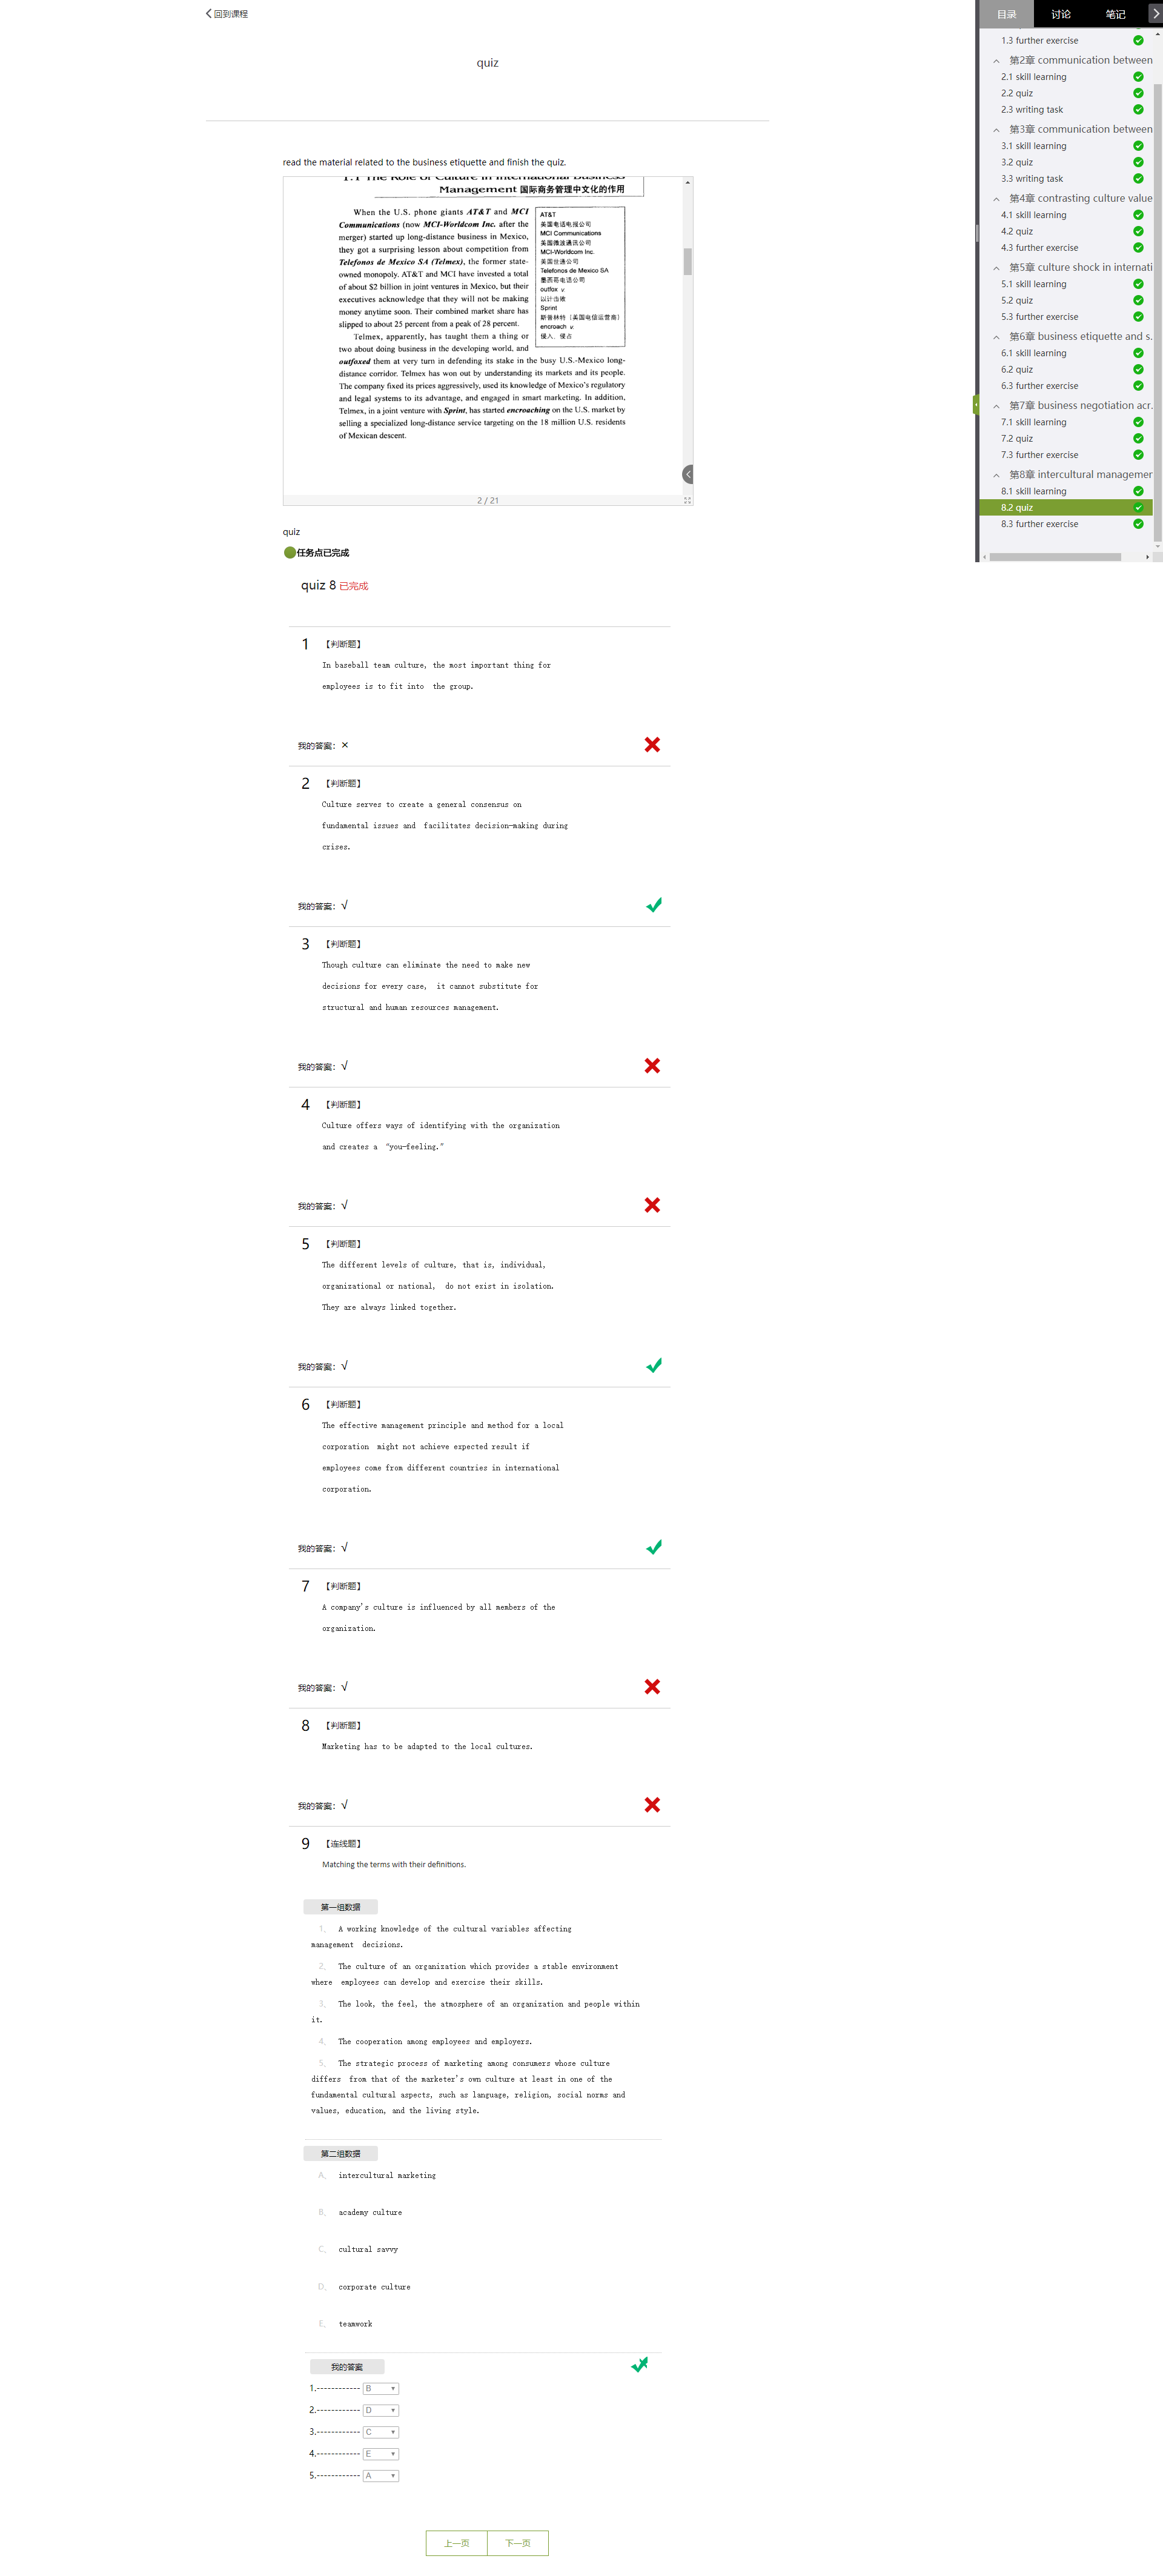 回到课程
quiz
read the material related to the business etiquette and finish the quiz.
1.1 The Role of Culture in International Business
Management 国际商务管理中文化的作用
When the U.S. phone giants AT&T and MCI
Communications (now MCI-Worldcom Inc. after the
merger) started up long-distance business in Mexico,
they got a surprising lesson about competition from
Telefonos de Mexico SA (Telmex), the former state-
owned monopoly. AT&T and MCI have invested a total
of about $2 billion in joint ventures in Mexico, but their
executives acknowledge that they will not be making
money anytime soon. Their combined market share has
slipped to about 25 percent from a peak of 28 percent.
AT&T
美国电话电报公司
MCI Communications
美国微波通讯公司
MCI-Worldcom Inc.
美国世通公司
Telefonos de Mexico SA
墨西哥电话公司
outfox v.
以计击败
Sprint
斯普林特（美国电信运营商）
encroach v.
侵入，侵占
Telmex, apparently, has taught them a thing or
two about doing business in the developing world, and
outfoxed them at very turn in defending its stake in the busy U.S.-Mexico long-
distance corridor. Telmex has won out by understanding its markets and its people.
The company fixed its prices aggressively, used its knowledge of Mexico's regulatory
and legal systems to its advantage, and engaged in smart marketing. In addition,
Telmex, in a joint venture with Sprint, has started encroaching on the U.S. market by
selling a specialized long-distance service targeting on the 18 million U.S. residents
of Mexican descent.
2 / 21
quiz
任务点已完成
quiz 8 已完成
1 【判断题】
In baseball team culture, the most important thing for
employees is to fit into the group.
我的答案：×
2 【判断题】
Culture serves to create a general consensus on
fundamental issues and facilitates decision-making during
crises.
我的答案：√
3 【判断题】
Though culture can eliminate the need to make new
decisions for every case, it cannot substitute for
structural and human resources management.
我的答案：√
4 【判断题】
Culture offers ways of identifying with the organization
and creates a “you-feeling.”
我的答案：√
5 【判断题】
The different levels of culture, that is, individual,
organizational or national, do not exist in isolation.
They are always linked together.
我的答案：√
6 【判断题】
The effective management principle and method for a local
corporation might not achieve expected result if
employees come from different countries in international
corporation.
我的答案：√
7 【判断题】
A company's culture is influenced by all members of the
organization.
我的答案：√
8 【判断题】
Marketing has to be adapted to the local cultures.
我的答案：√
9 【连线题】
Matching the terms with their definitions.
第一组数据
1、 A working knowledge of the cultural variables affecting
management decisions.
2、 The culture of an organization which provides a stable environment
where employees can develop and exercise their skills.
3、 The look, the feel, the atmosphere of an organization and people within
it.
4、 The cooperation among employees and employers.
5、 The strategic process of marketing among consumers whose culture
differs from that of the marketer's own culture at least in one of the
fundamental cultural aspects, such as language, religion, social norms and
values, education, and the living style.
第二组数据
A、 intercultural marketing
B、 academy culture
C、 cultural savvy
D、 corporate culture
E、 teamwork
我的答案
1.------------ B
2.------------ D
3.------------ C
4.------------ E
5.------------ A
上一页 下一页
目录 讨论 笔记
1.3 further exercise
第2章 communication between
2.1 skill learning
2.2 quiz
2.3 writing task
第3章 communication between
3.1 skill learning
3.2 quiz
3.3 writing task
第4章 contrasting culture value
4.1 skill learning
4.2 quiz
4.3 further exercise
第5章 culture shock in internati
5.1 skill learning
5.2 quiz
5.3 further exercise
第6章 business etiquette and s.
6.1 skill learning
6.2 quiz
6.3 further exercise
第7章 business negotiation acr.
7.1 skill learning
7.2 quiz
7.3 further exercise
第8章 intercultural managemer
8.1 skill learning
8.2 quiz
8.3 further exercise